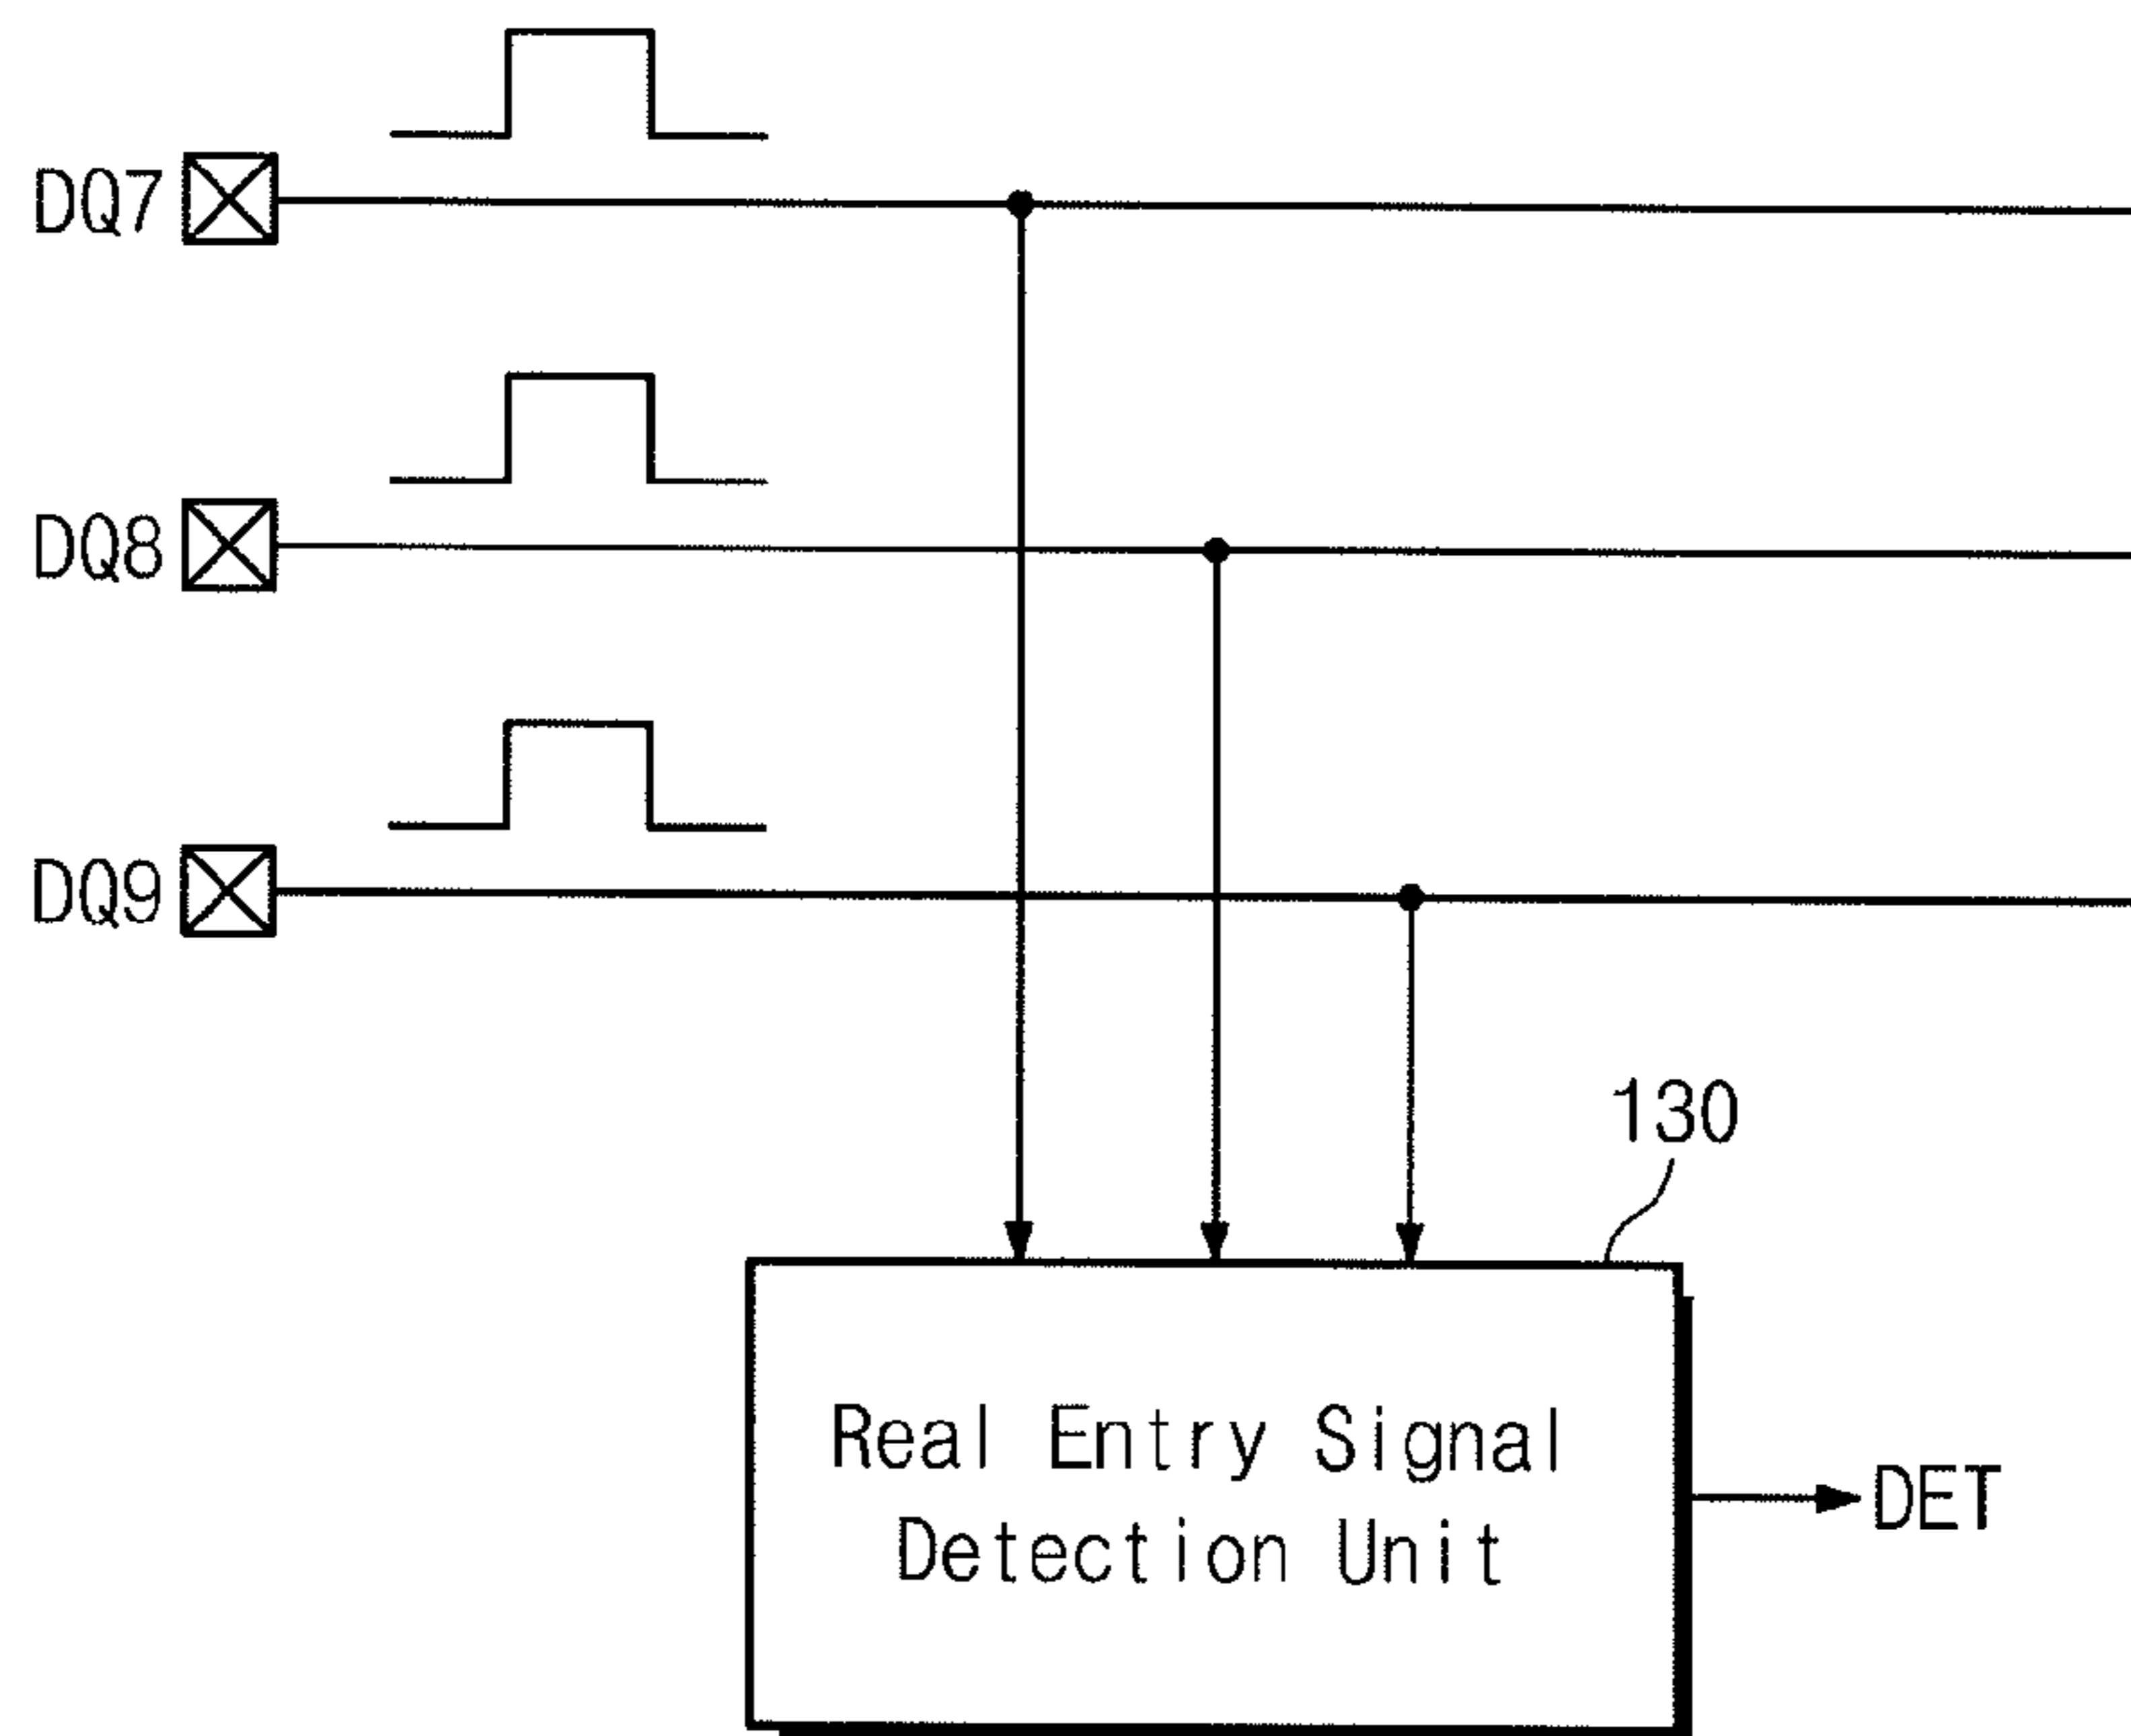 DQ7
DQ8
DQ9
130
Real Entry Signal
Detection Unit
DET